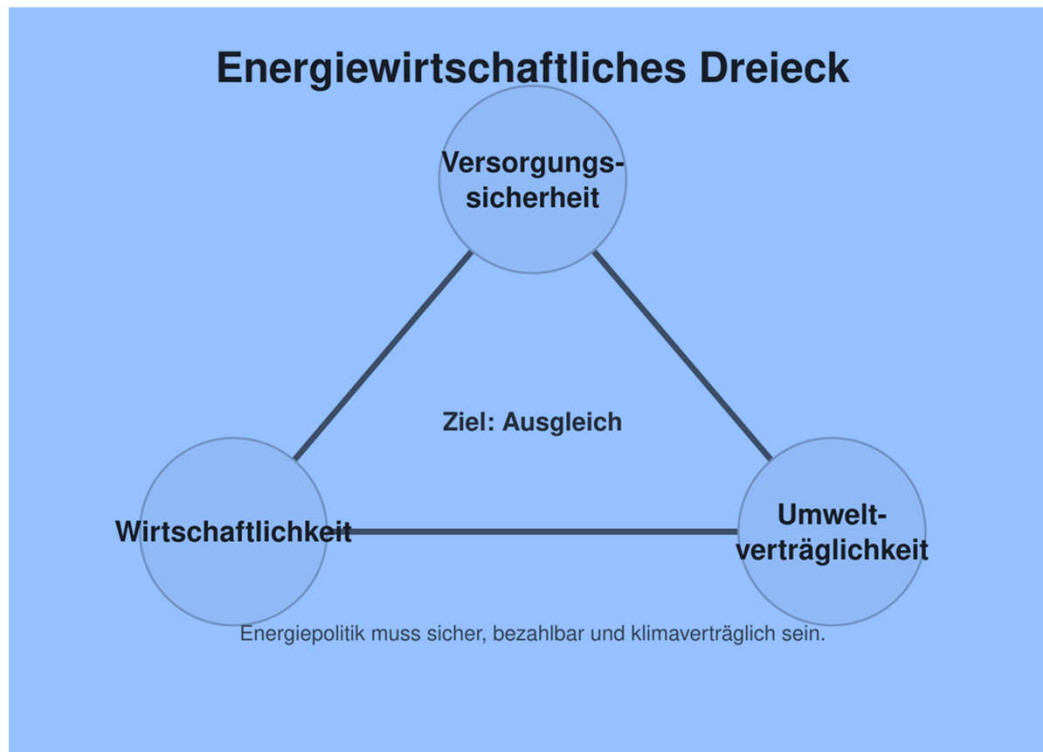 Energiewirtschaftliches Dreieck
Versorgungs-
sicherheit
Ziel: Ausgleich
Wirtschaftlichkeit
Umwelt-
verträglichkeit
Energiepolitik muss sicher, bezahlbar und klimaverträglich sein.